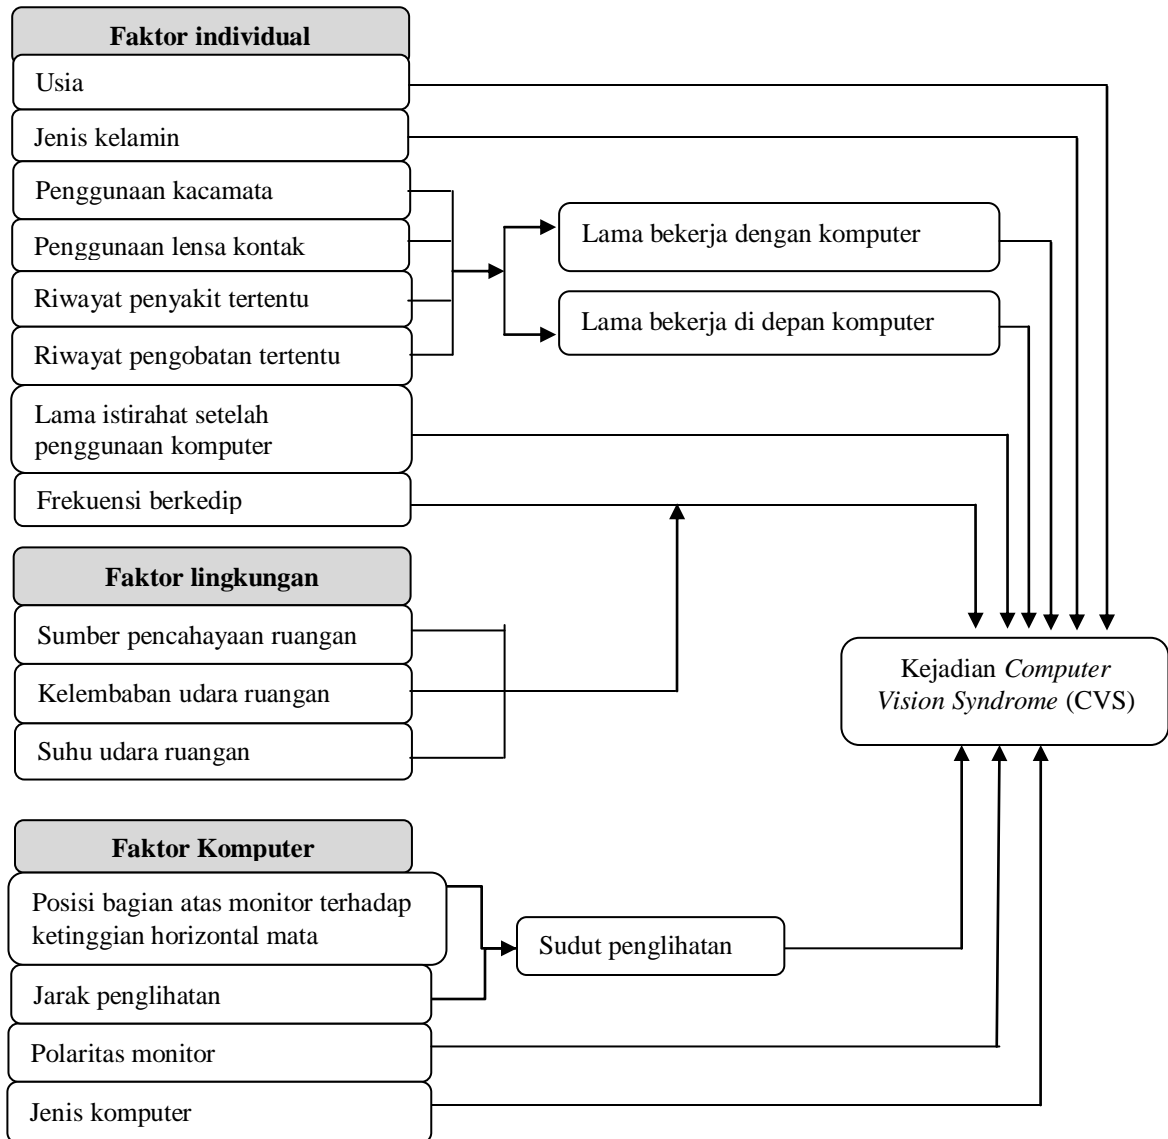 Faktor individual
Usia
Jenis kelamin
Penggunaan kacamata
Penggunaan lensa kontak
Riwayat penyakit tertentu
Riwayat pengobatan tertentu
Lama istirahat setelah
penggunaan komputer
Frekuensi berkedip
Lama bekerja dengan komputer
Lama bekerja di depan komputer
Faktor lingkungan
Sumber pencahayaan ruangan
Kelembaban udara ruangan
Suhu udara ruangan
Kejadian Computer
Vision Syndrome (CVS)
Faktor Komputer
Posisi bagian atas monitor terhadap
ketinggian horizontal mata
Jarak penglihatan
Polaritas monitor
Jenis komputer
Sudut penglihatan